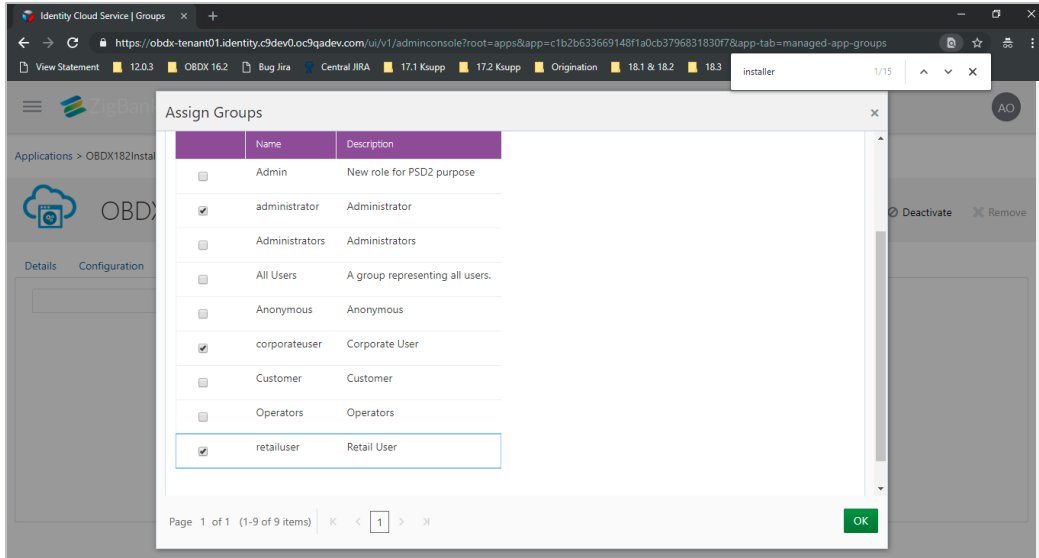 Identity Cloud Service | Groups
https://obdx-tenant01.identity.c9dev0.oc9qadev.com/ui/v1/adminconsole?root=apps&app=c1b2b633669148f1a0cb3796831830f7&app-tab=managed-app-groups
View Statement 12.0.3 OBDX 16.2 Bug Jira Central JIRA 17.1 Ksupp 17.2 Ksupp Origination 18.1 & 18.2 18.3
installer 1/15
ZigBan
AO
Assign Groups
Applications > OBDX182Instal
OBDX
Deactivate Remove
Details Configuration
Name Description
Admin New role for PSD2 purpose
administrator Administrator
Administrators Administrators
All Users A group representing all users.
Anonymous Anonymous
corporateuser Corporate User
Customer Customer
Operators Operators
retailuser Retail User
Page 1 of 1 (1-9 of 9 items) 1
OK